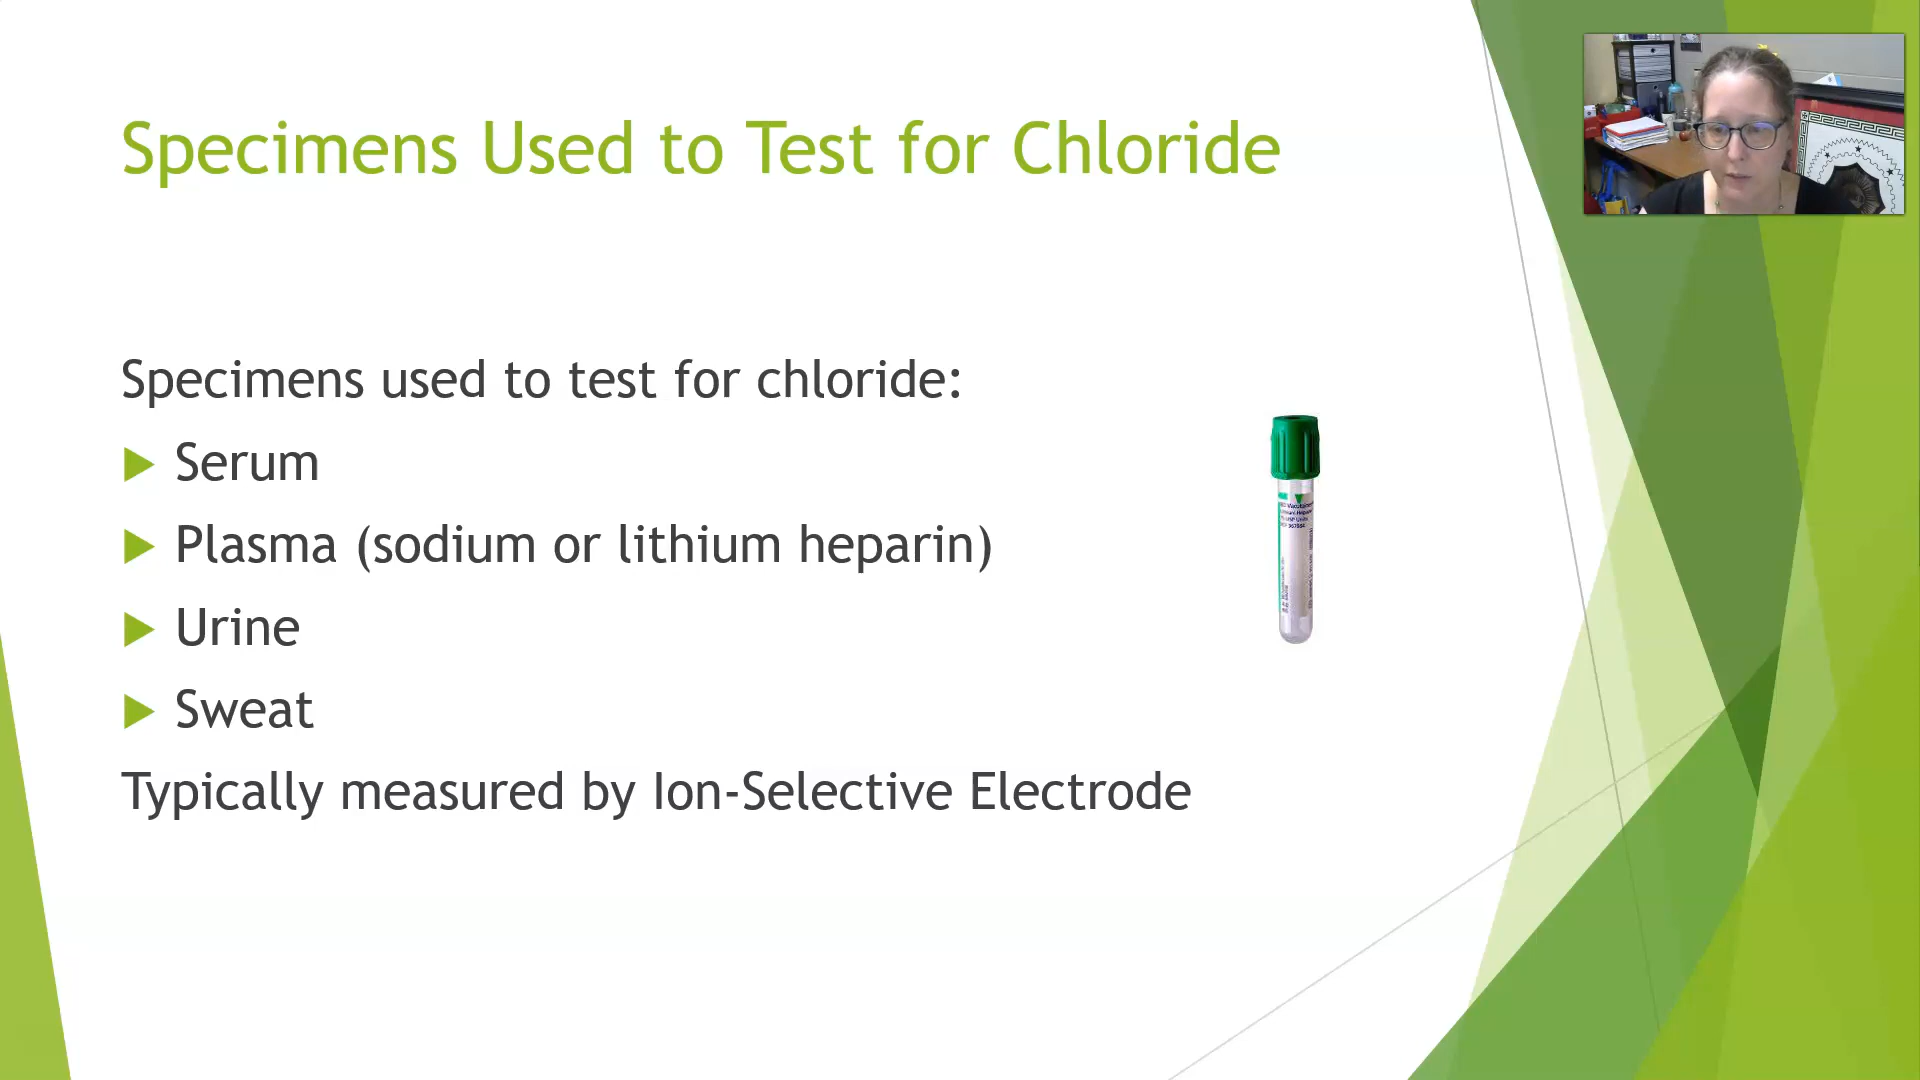 Specimens Used to Test for Chloride
Specimens used to test for chloride:
Serum
Plasma (sodium or lithium heparin)
Urine
Sweat
Typically measured by Ion-Selective Electrode